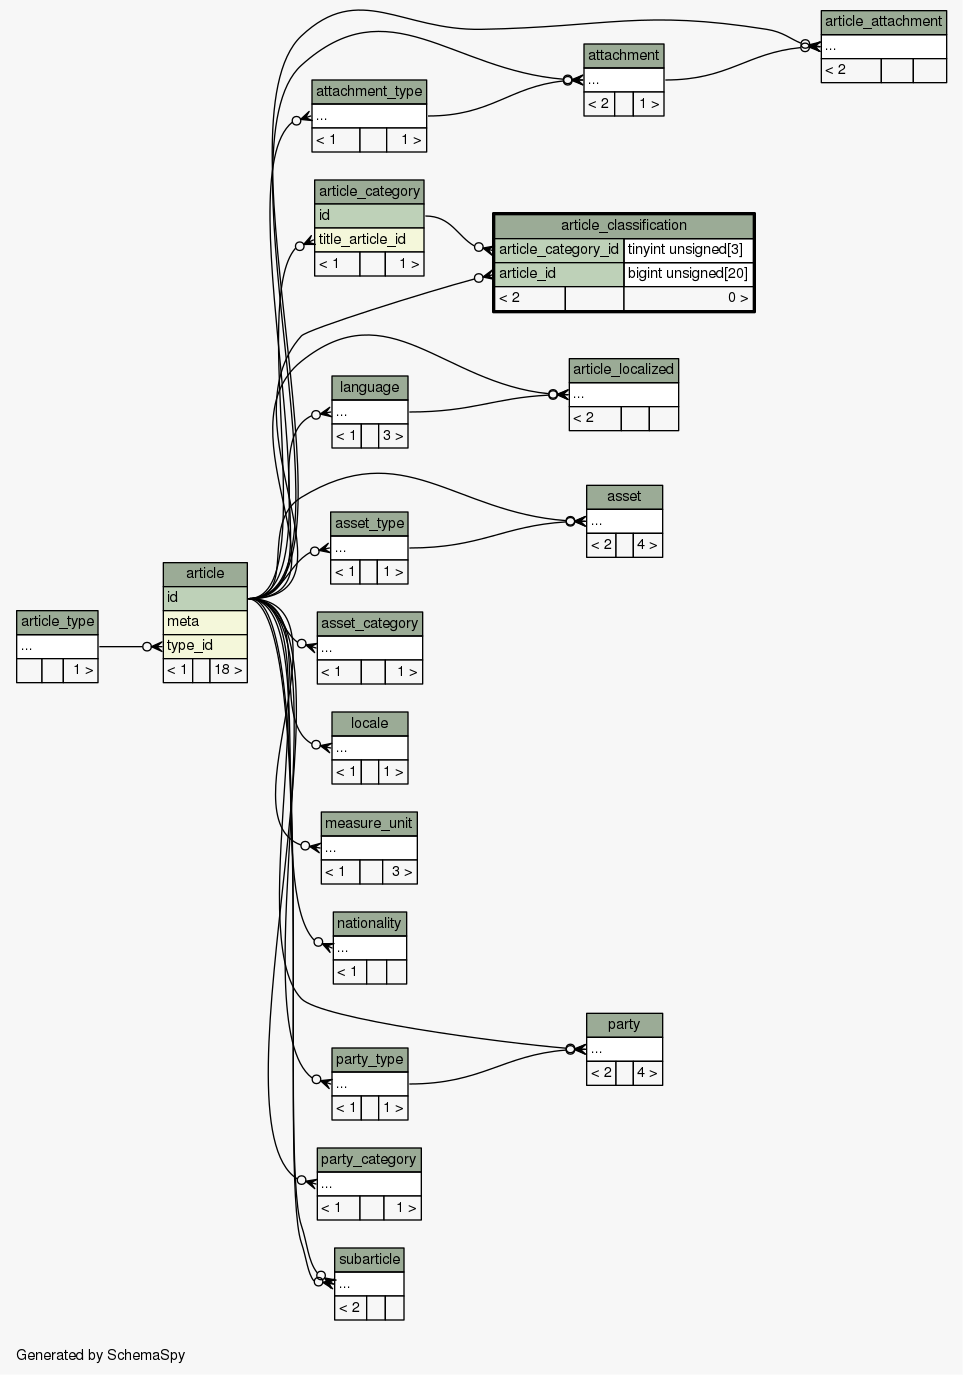 article_attachment
...
< 2
attachment
...
< 2 1 >
attachment_type
...
< 1 1 >
article_category
id
title_article_id
< 1 1 >
article_classification
article_category_id tinyint unsigned[3]
article_id bigint unsigned[20]
< 2 0 >
article_localized
...
< 2
language
...
< 1 3 >
asset
...
< 2 4 >
asset_type
...
< 1 1 >
article
id
meta
type_id
< 1 18 >
article_type
...
1 >
asset_category
...
< 1 1 >
locale
...
< 1 1 >
measure_unit
...
< 1 3 >
nationality
...
< 1
party
...
< 2 4 >
party_type
...
< 1 1 >
party_category
...
< 1 1 >
subarticle
...
< 2
Generated by SchemaSpy